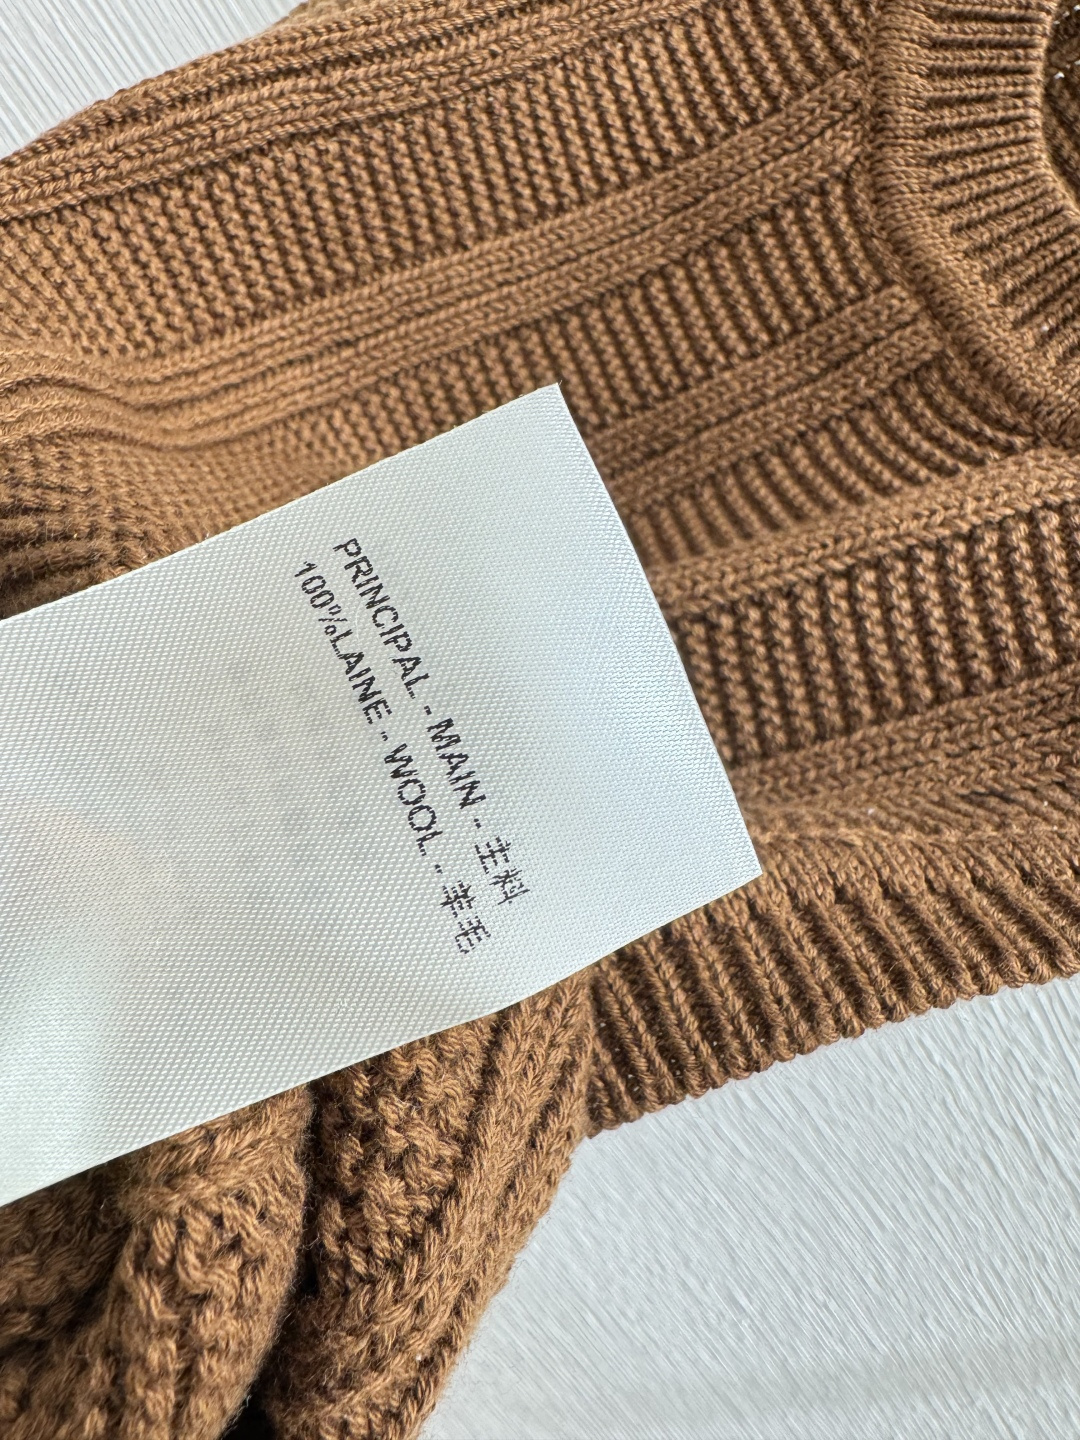 PRINCIPAL - MAIN - 主料
100%LAINE - WOOL - 羊毛